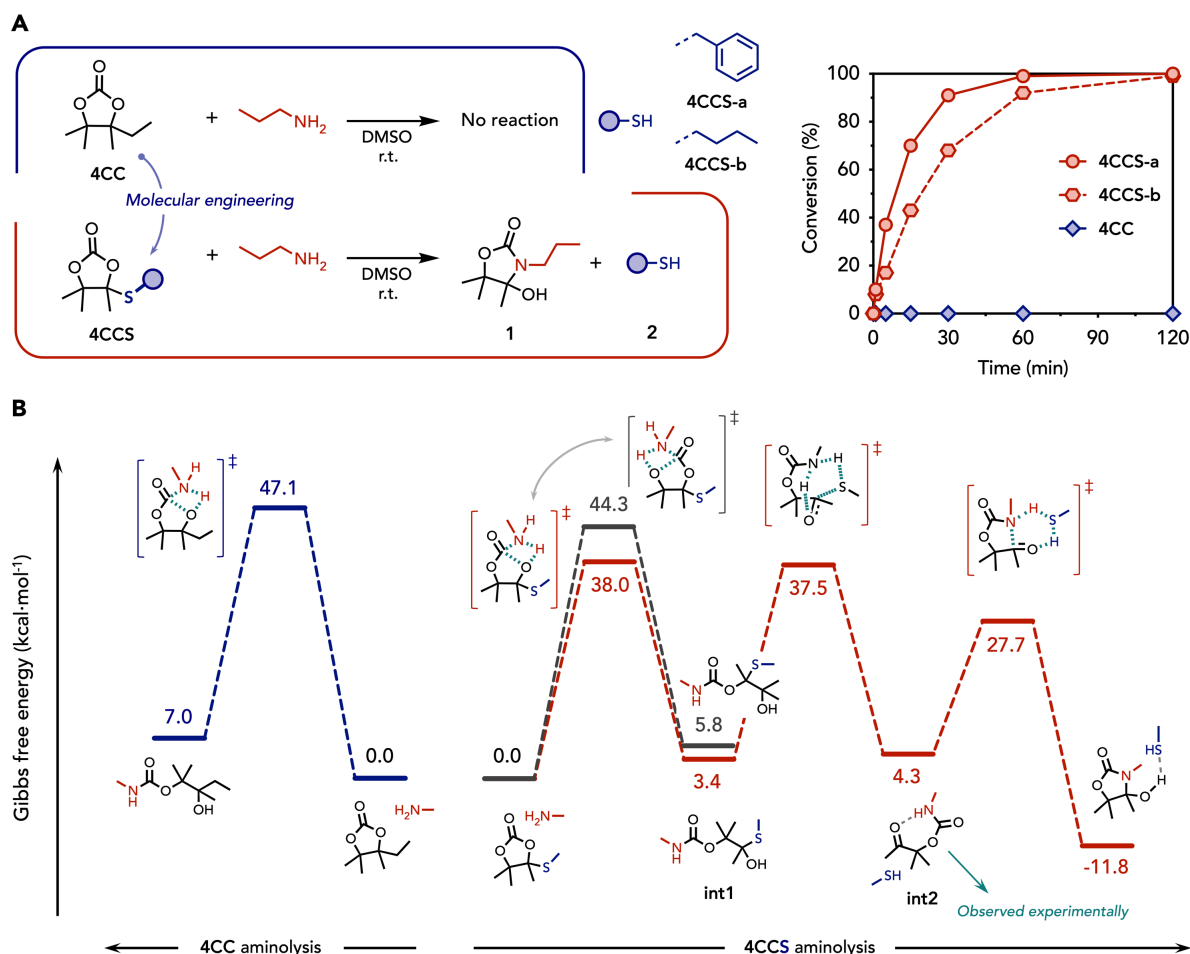 A
O
O
O
4CC
+
NH₂
DMSO
r.t.
No reaction
SH
4CCS-a
4CCS-b
Molecular engineering
O
O
O
S
4CCS
+
NH₂
DMSO
r.t.
O
O
N
OH
1
+
SH
2
Conversion (%)
100
80
60
40
20
0
0
30
60
90
120
Time (min)
4CCS-a
4CCS-b
4CC
B
Gibbs free energy (kcal·mol⁻¹)
‡
H
N
H
O
O
O
47.1
7.0
O
N
H
O
OH
0.0
H₂N
O
O
O
‡
H
N
H
O
O
O
S
‡
H
N
H
O
O
O
S
44.3
38.0
0.0
H₂N
O
O
O
S
O
S
N
H
O
OH
5.8
3.4
O
S
N
H
O
OH
int1
‡
O
N
H
H
O
S
O
37.5
4.3
HN
O
O
O
SH
int2
Observed experimentally
‡
O
N
H
S
H
O
O
27.7
HS
O
O
N
H
O
-11.8
4CC aminolysis
4CCS aminolysis